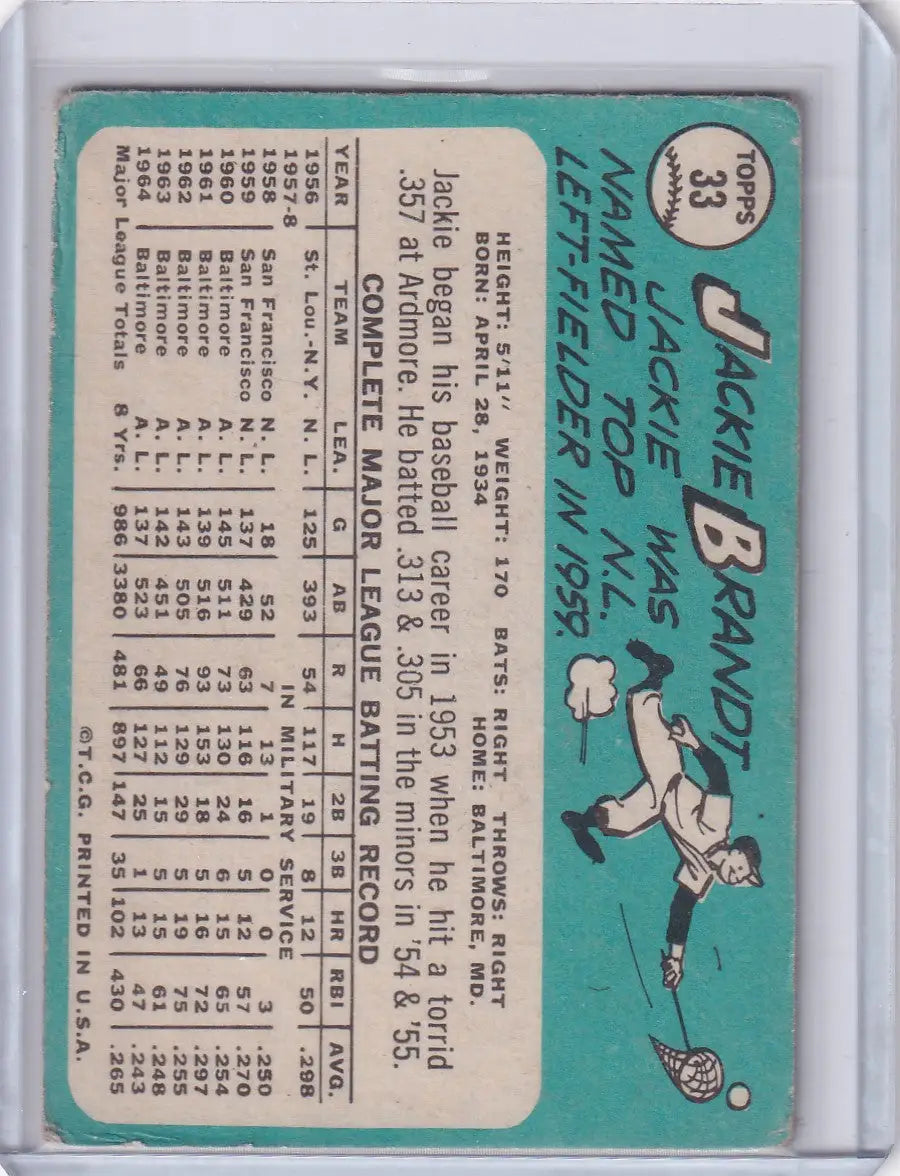 TOPPS
33
JACKIE BRANDT
JACKIE WAS
NAMED TOP N.L.
LEFT-FIELDER IN 1959.
HEIGHT: 5'11" WEIGHT: 170 BATS: RIGHT THROWS: RIGHT
BORN: APRIL 28, 1934 HOME: BALTIMORE, MD.
Jackie began his baseball career in 1953 when he hit a torrid
.357 at Ardmore. He batted .313 & .305 in the minors in '54 & '55.
COMPLETE MAJOR LEAGUE BATTING RECORD
YEAR TEAM LEA. G AB R H 2B 3B HR RBI AVG.
1956 St. Lou.-N.Y. N. L. 125 393 54 117 19 8 12 50 .298
1957-8 IN MILITARY SERVICE
1958 San Francisco N. L. 18 52 7 13 1 0 0 3 .250
1959 San Francisco N. L. 137 429 63 116 16 5 12 57 .270
1960 Baltimore A. L. 145 511 73 130 24 6 15 65 .254
1961 Baltimore A. L. 139 516 93 153 18 5 16 72 .297
1962 Baltimore A. L. 143 505 76 129 29 5 19 75 .255
1963 Baltimore A. L. 142 451 49 112 15 5 15 61 .248
1964 Baltimore A. L. 137 523 66 127 25 1 13 47 .243
Major League Totals 8 Yrs. 986 3380 481 897 147 35 102 430 .265
©T.C.G. PRINTED IN U.S.A.